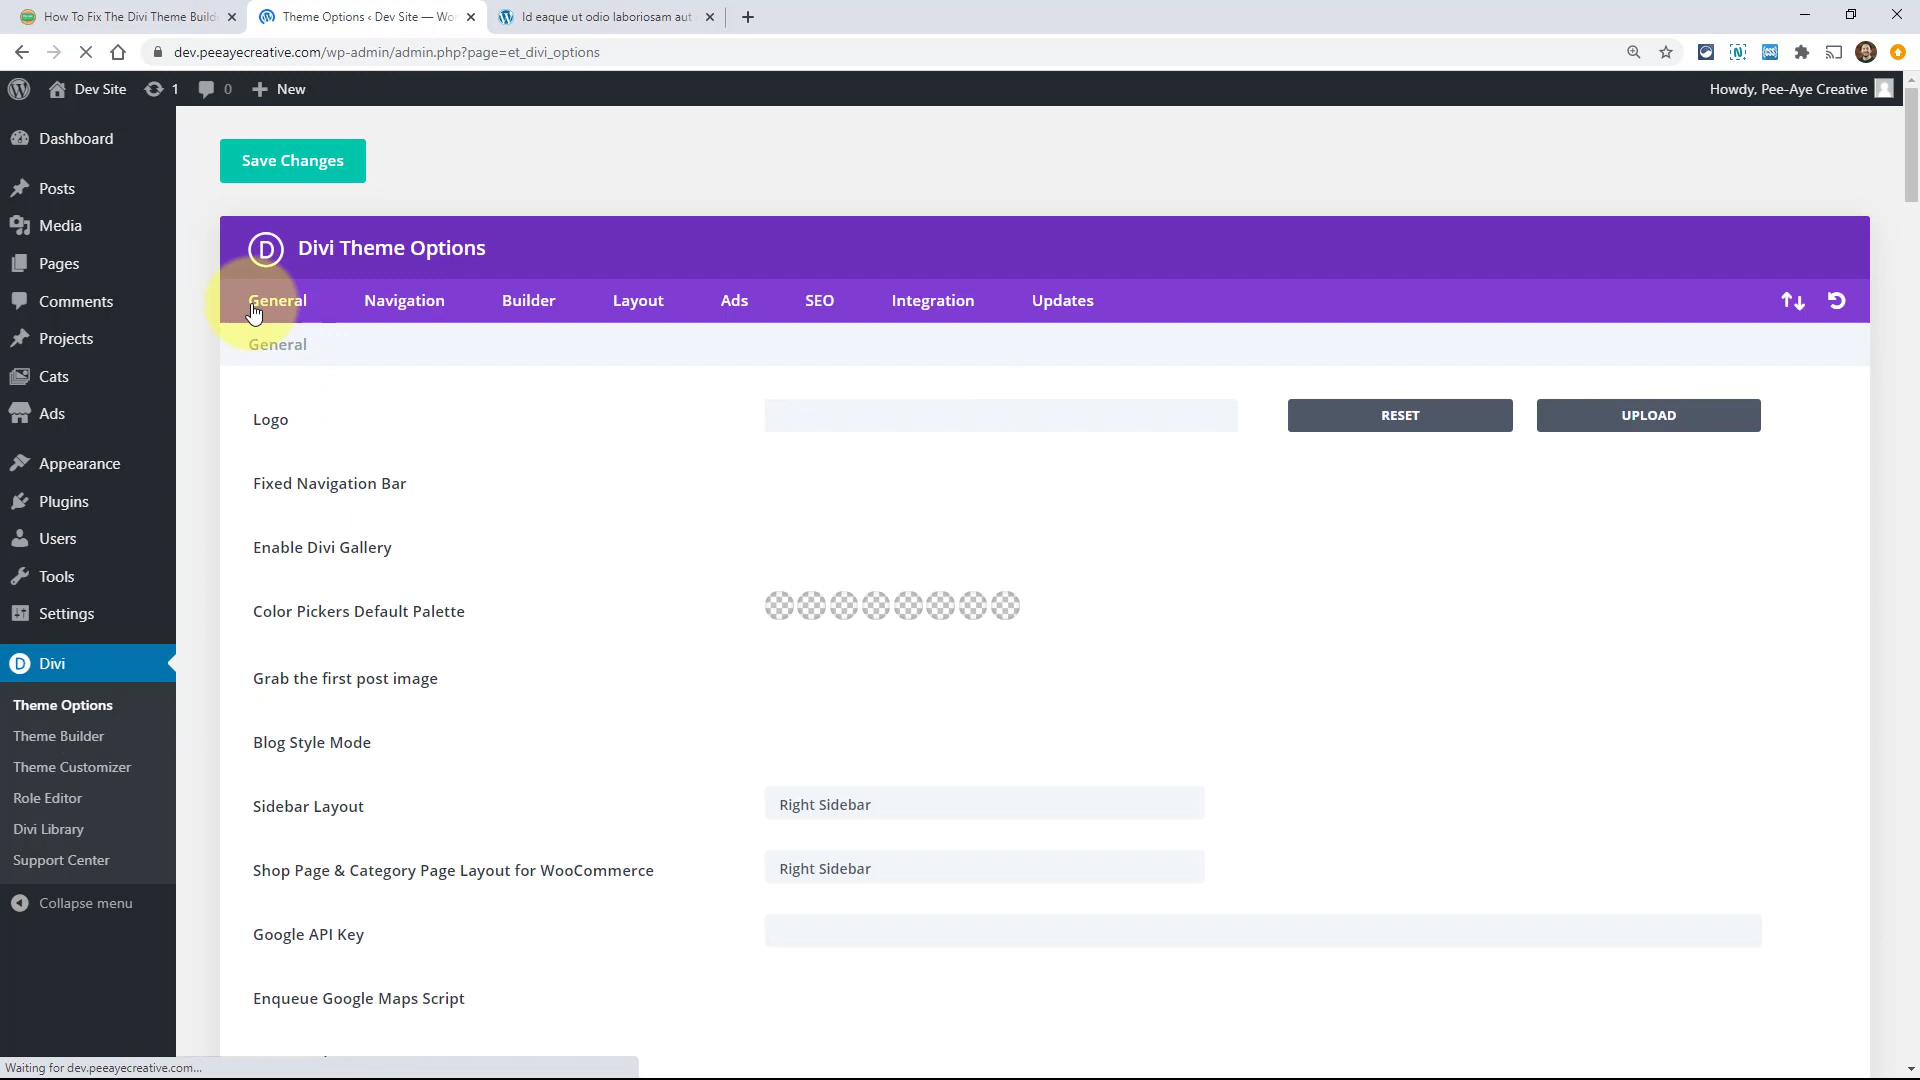 How To Fix The Divi Theme Build
Theme Options ‹ Dev Site — Wor
Id eaque ut odio laboriosam aut
dev.peeayecreative.com/wp-admin/admin.php?page=et_divi_options
Dev Site
1
0
New
Howdy, Pee-Aye Creative
Dashboard
Posts
Media
Pages
Comments
Projects
Cats
Ads
Appearance
Plugins
Users
Tools
Settings
Divi
Theme Options
Theme Builder
Theme Customizer
Role Editor
Divi Library
Support Center
Collapse menu
Save Changes
D Divi Theme Options
General Navigation Builder Layout Ads SEO Integration Updates
General
Logo RESET UPLOAD
Fixed Navigation Bar
Enable Divi Gallery
Color Pickers Default Palette
Grab the first post image
Blog Style Mode
Sidebar Layout Right Sidebar
Shop Page & Category Page Layout for WooCommerce Right Sidebar
Google API Key
Enqueue Google Maps Script
Waiting for dev.peeayecreative.com...